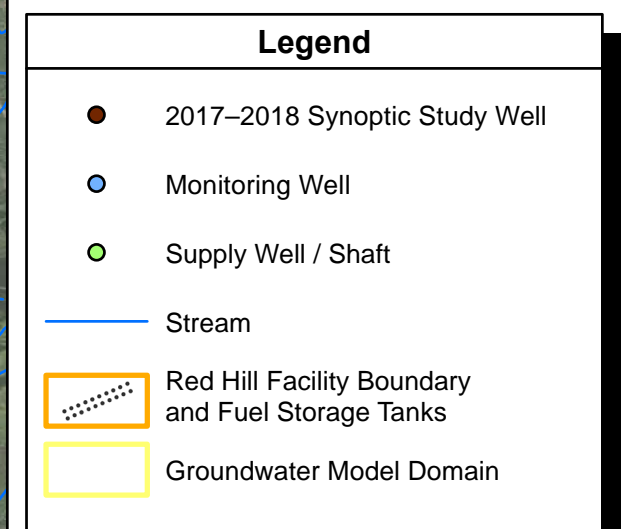 Legend
2017–2018 Synoptic Study Well
Monitoring Well
Supply Well / Shaft
Stream
Red Hill Facility Boundary
and Fuel Storage Tanks
Groundwater Model Domain